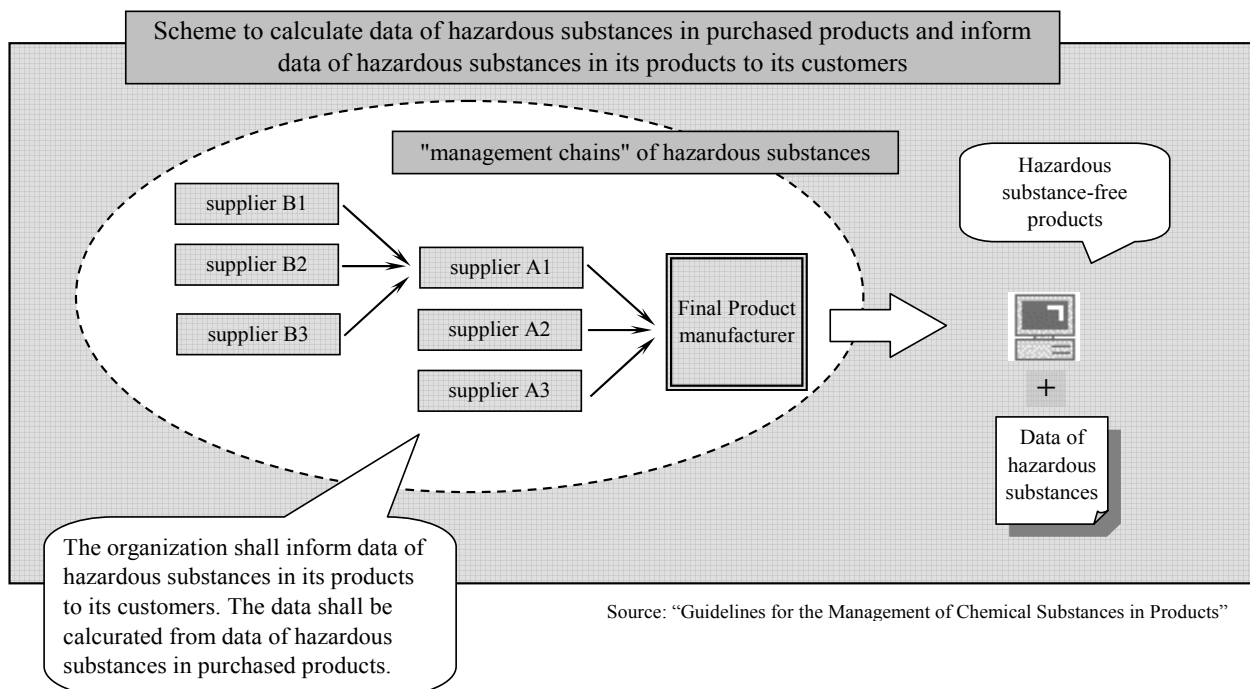 Scheme to calculate data of hazardous substances in purchased products and inform
data of hazardous substances in its products to its customers
"management chains" of hazardous substances
Hazardous
substance-free
products
supplier B1
supplier B2
supplier B3
supplier A1
supplier A2
supplier A3
Final Product
manufacturer
+
Data of
hazardous
substances
The organization shall inform data of
hazardous substances in its products
to its customers. The data shall be
calcurated from data of hazardous
substances in purchased products.
Source: “Guidelines for the Management of Chemical Substances in Products”